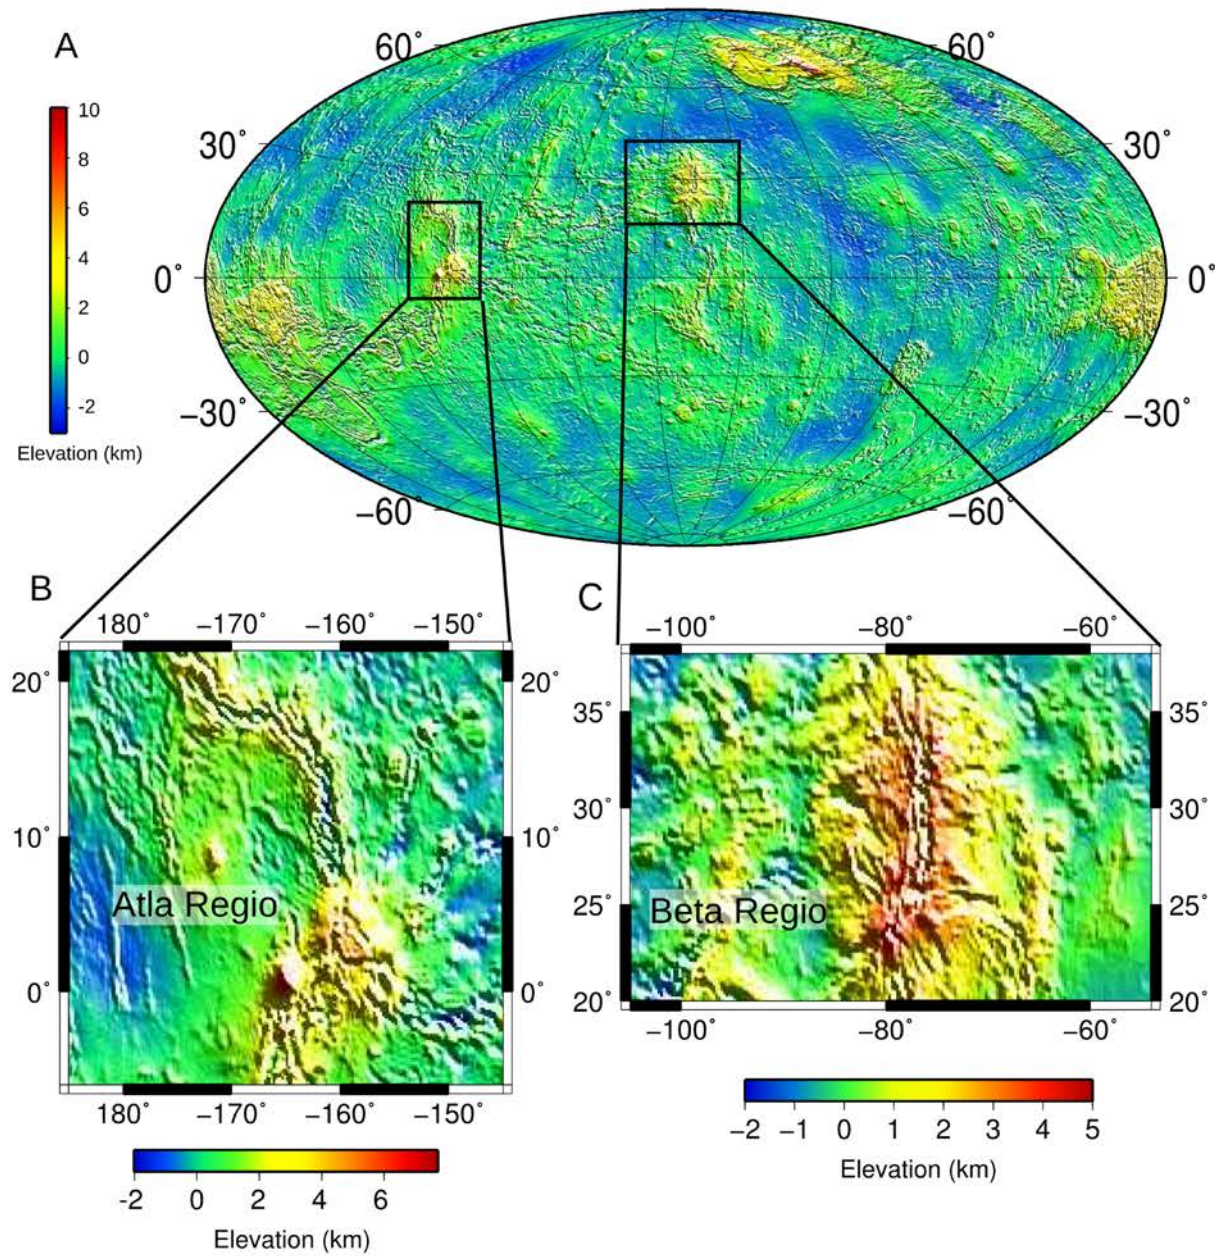 A
60° 60°
10
8
6
4
2
0
-2
Elevation (km)
30° 30°
0° 0°
−30° −30°
−60° −60°
B
180° −170° −160° −150°
20° 20°
10° 10°
Atla Regio
0° 0°
180° −170° −160° −150°
-2 0 2 4 6
Elevation (km)
C
−100° −80° −60°
35° 35°
30° 30°
Beta Regio
25° 25°
20° 20°
−100° −80° −60°
−2 −1 0 1 2 3 4 5
Elevation (km)